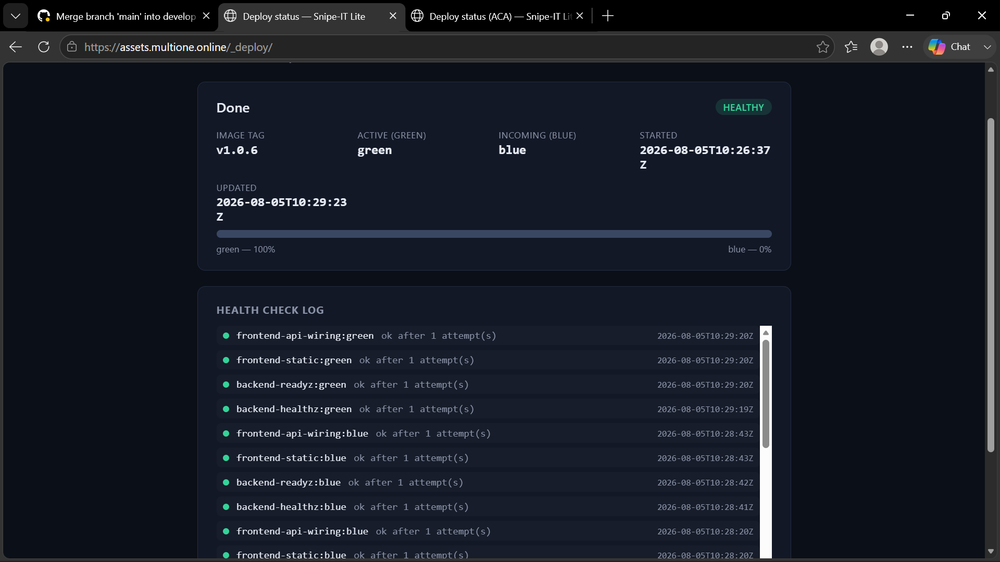 Merge branch 'main' into develop
Deploy status — Snipe-IT Lite
Deploy status (ACA) — Snipe-IT Lit
https://assets.multione.online/_deploy/
Chat
Done
HEALTHY
IMAGE TAG
v1.0.6
ACTIVE (GREEN)
green
INCOMING (BLUE)
blue
STARTED
2026-08-05T10:26:37
Z
UPDATED
2026-08-05T10:29:23
Z
green — 100%
blue — 0%
HEALTH CHECK LOG
frontend-api-wiring:green ok after 1 attempt(s) 2026-08-05T10:29:20Z
frontend-static:green ok after 1 attempt(s) 2026-08-05T10:29:20Z
backend-readyz:green ok after 1 attempt(s) 2026-08-05T10:29:20Z
backend-healthz:green ok after 1 attempt(s) 2026-08-05T10:29:19Z
frontend-api-wiring:blue ok after 1 attempt(s) 2026-08-05T10:28:43Z
frontend-static:blue ok after 1 attempt(s) 2026-08-05T10:28:43Z
backend-readyz:blue ok after 1 attempt(s) 2026-08-05T10:28:42Z
backend-healthz:blue ok after 1 attempt(s) 2026-08-05T10:28:41Z
frontend-api-wiring:blue ok after 1 attempt(s) 2026-08-05T10:28:20Z
frontend-static:blue ok after 1 attempt(s) 2026-08-05T10:28:20Z